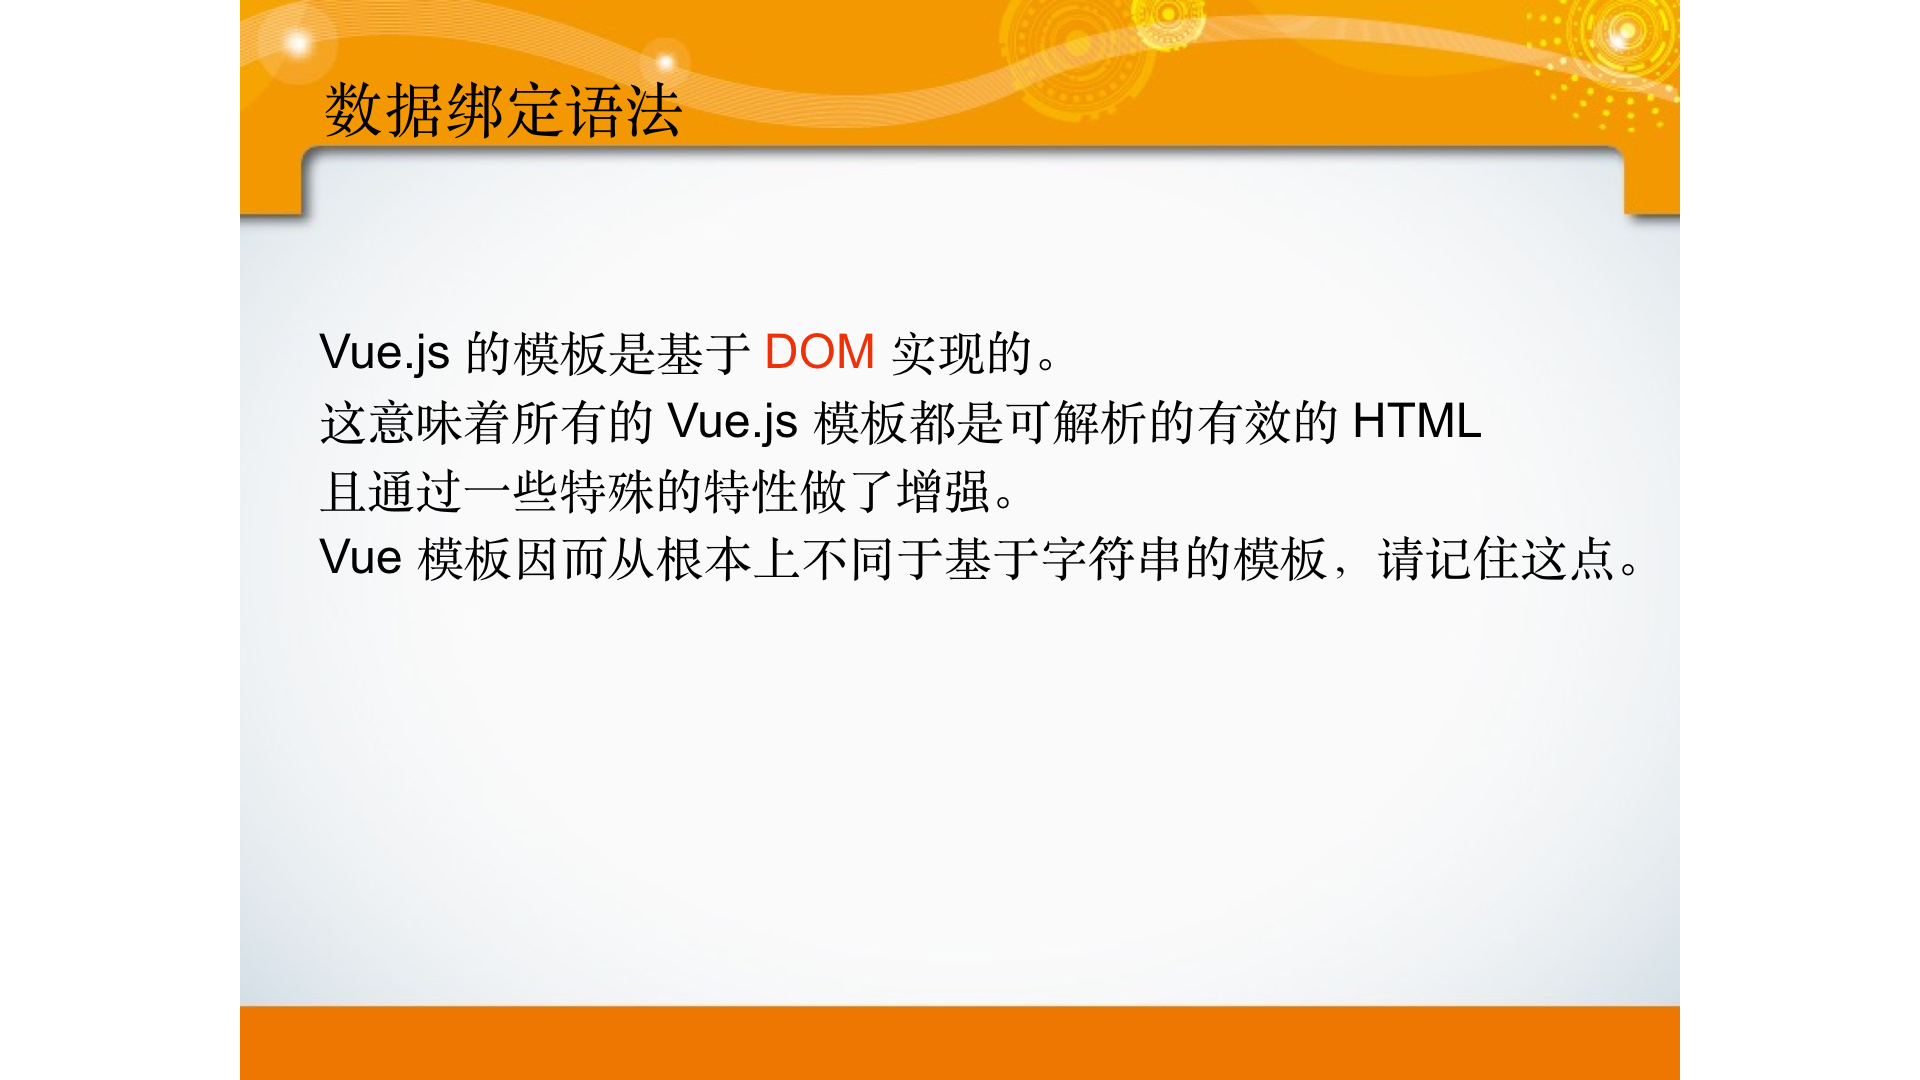 数据绑定语法
Vue.js 的模板是基于 DOM 实现的。
这意味着所有的 Vue.js 模板都是可解析的有效的 HTML
且通过一些特殊的特性做了增强。
Vue 模板因而从根本上不同于基于字符串的模板，请记住这点。